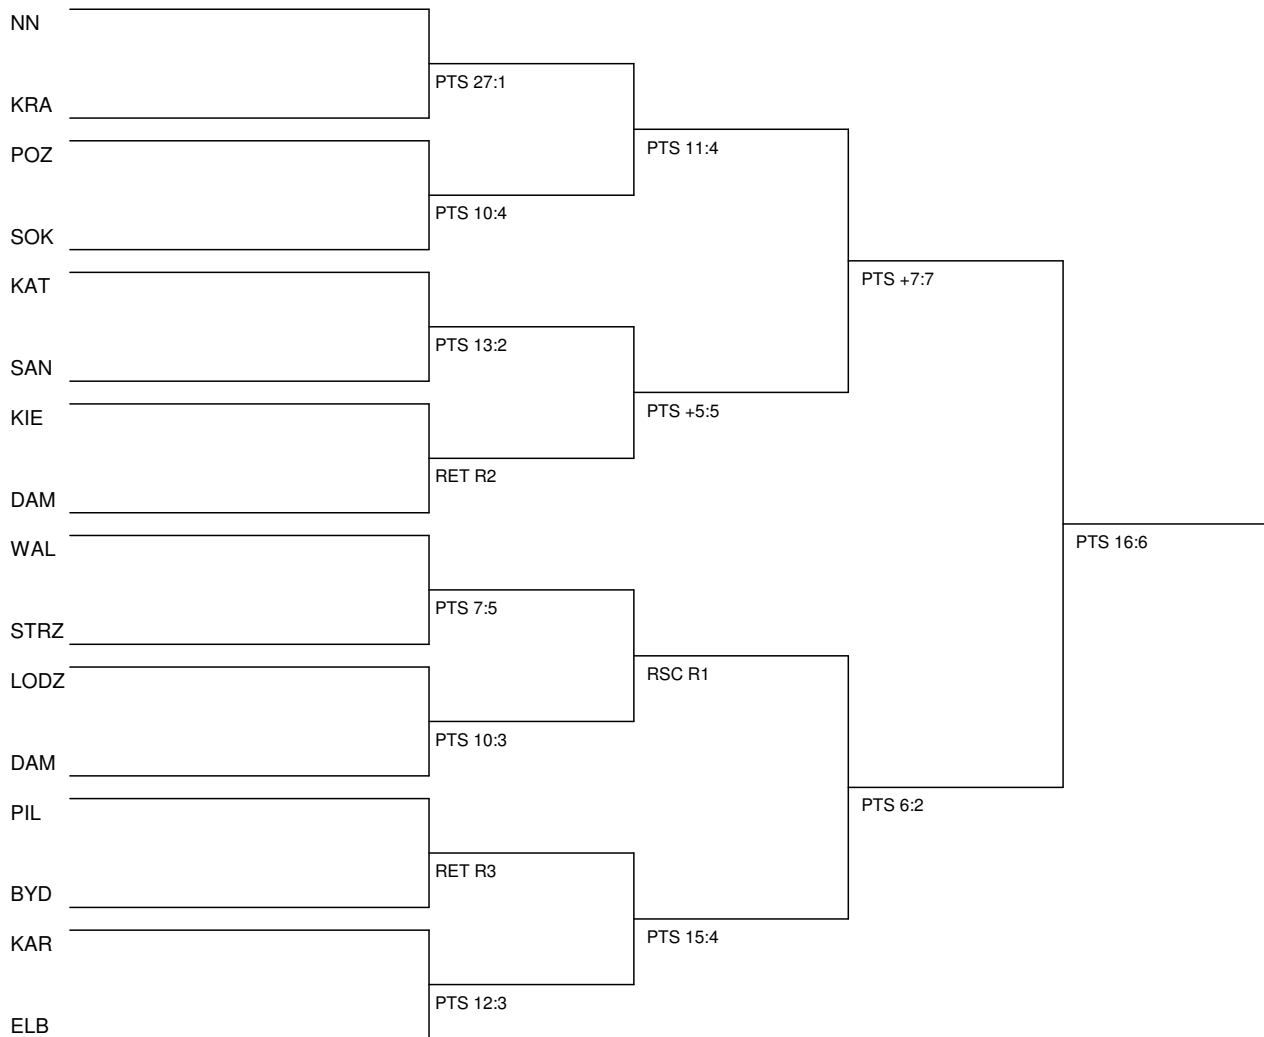 NN
PTS 27:1
KRA
PTS 11:4
POZ
PTS 10:4
SOK
PTS +7:7
KAT
PTS 13:2
SAN
PTS +5:5
KIE
RET R2
DAM
PTS 16:6
WAL
PTS 7:5
STRZ
RSC R1
LODZ
PTS 10:3
DAM
PTS 6:2
PIL
RET R3
BYD
PTS 15:4
KAR
PTS 12:3
ELB